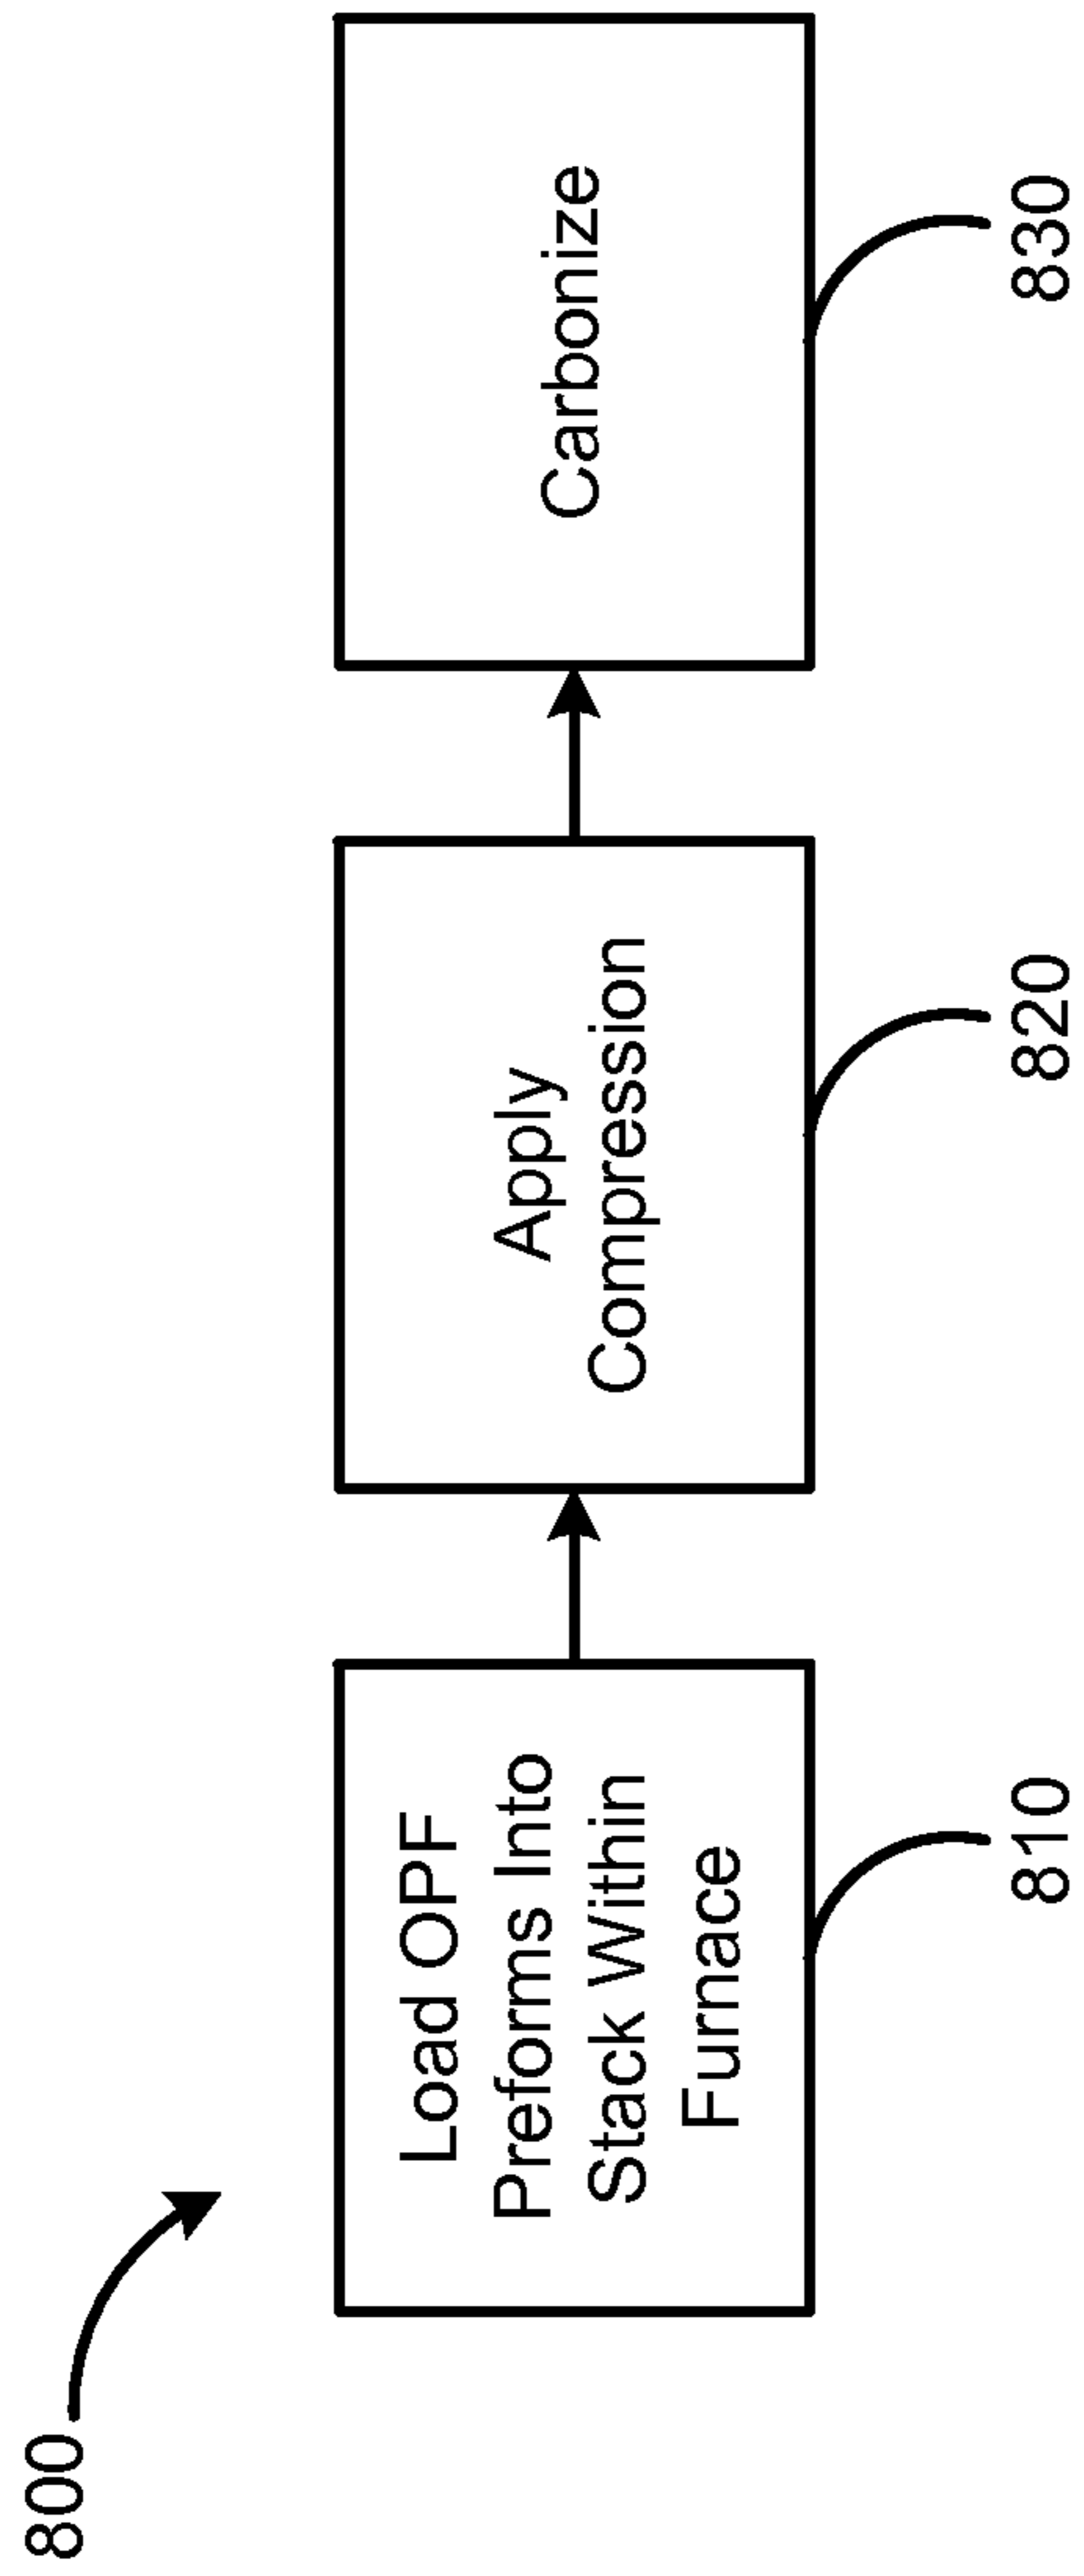 800
Load OPF
Preforms Into
Stack Within
Furnace
810
Apply
Compression
820
Carbonize
830